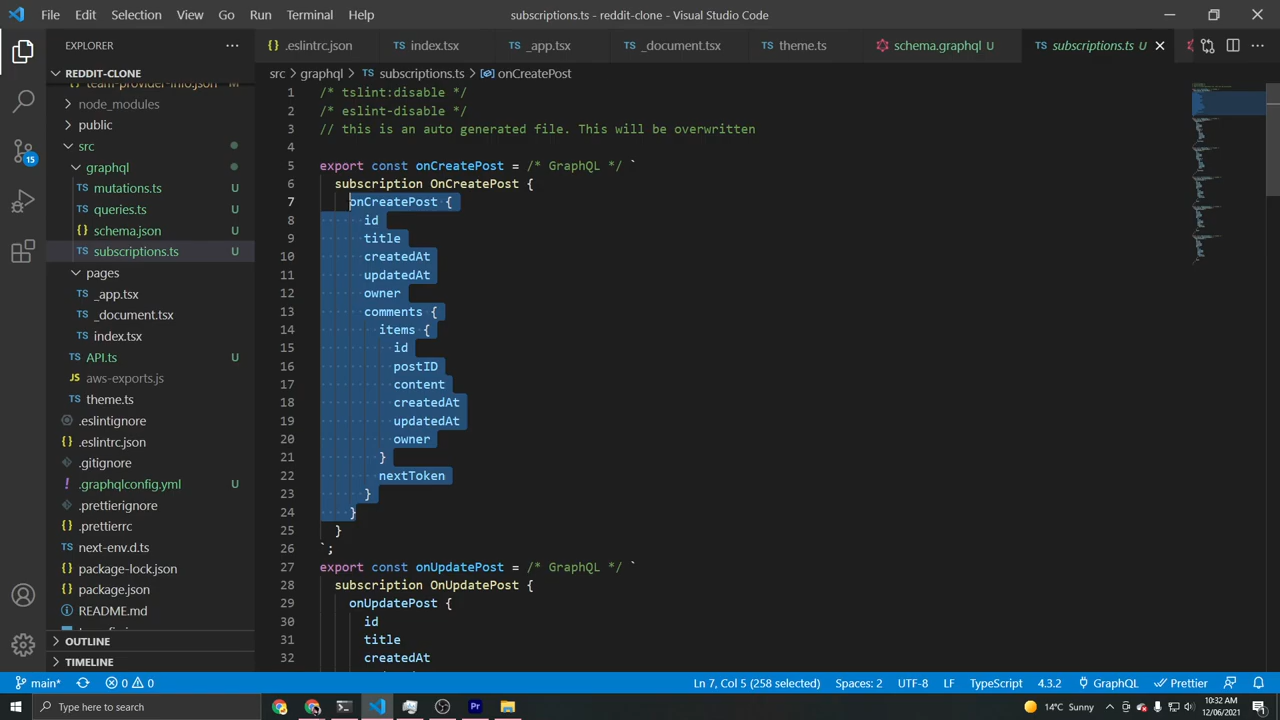 File Edit Selection View Go Run Terminal Help
subscriptions.ts - reddit-clone - Visual Studio Code
EXPLORER
.eslintrc.json
TS index.tsx
TS _app.tsx
TS _document.tsx
TS theme.ts
schema.graphql U
TS subscriptions.ts U
REDDIT-CLONE
team-provider-info.json
node_modules
public
src
graphql
TS mutations.ts U
TS queries.ts U
TS schema.json U
TS subscriptions.ts U
pages
TS _app.tsx
TS _document.tsx
TS index.tsx
TS API.ts U
JS aws-exports.js
TS theme.ts
.eslintignore
{} .eslintrc.json
.gitignore
! .graphqlconfig.yml U
.prettierignore
{} .prettierrc
TS next-env.d.ts
{} package-lock.json
{} package.json
README.md
OUTLINE
TIMELINE
15
src > graphql > TS subscriptions.ts > onCreatePost
1 /* tslint:disable */
2 /* eslint-disable */
3 // this is an auto generated file. This will be overwritten
4
5 export const onCreatePost = /* GraphQL */ `
6 subscription OnCreatePost {
7 onCreatePost {
8 id
9 title
10 createdAt
11 updatedAt
12 owner
13 comments {
14 items {
15 id
16 postID
17 content
18 createdAt
19 updatedAt
20 owner
21 }
22 nextToken
23 }
24 }
25 }
26 `;
27 export const onUpdatePost = /* GraphQL */ `
28 subscription OnUpdatePost {
29 onUpdatePost {
30 id
31 title
32 createdAt
main* 0 0 Ln 7, Col 5 (258 selected) Spaces: 2 UTF-8 LF TypeScript 4.3.2 GraphQL Prettier
Type here to search
14°C Sunny
10:32 AM
12/06/2021